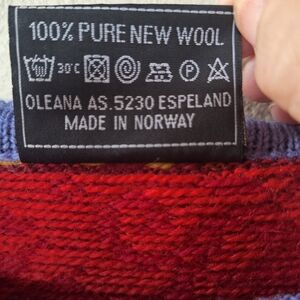 100% PURE NEW WOOL
30°C P A
OLEANA AS.5230 ESPELAND
MADE IN NORWAY